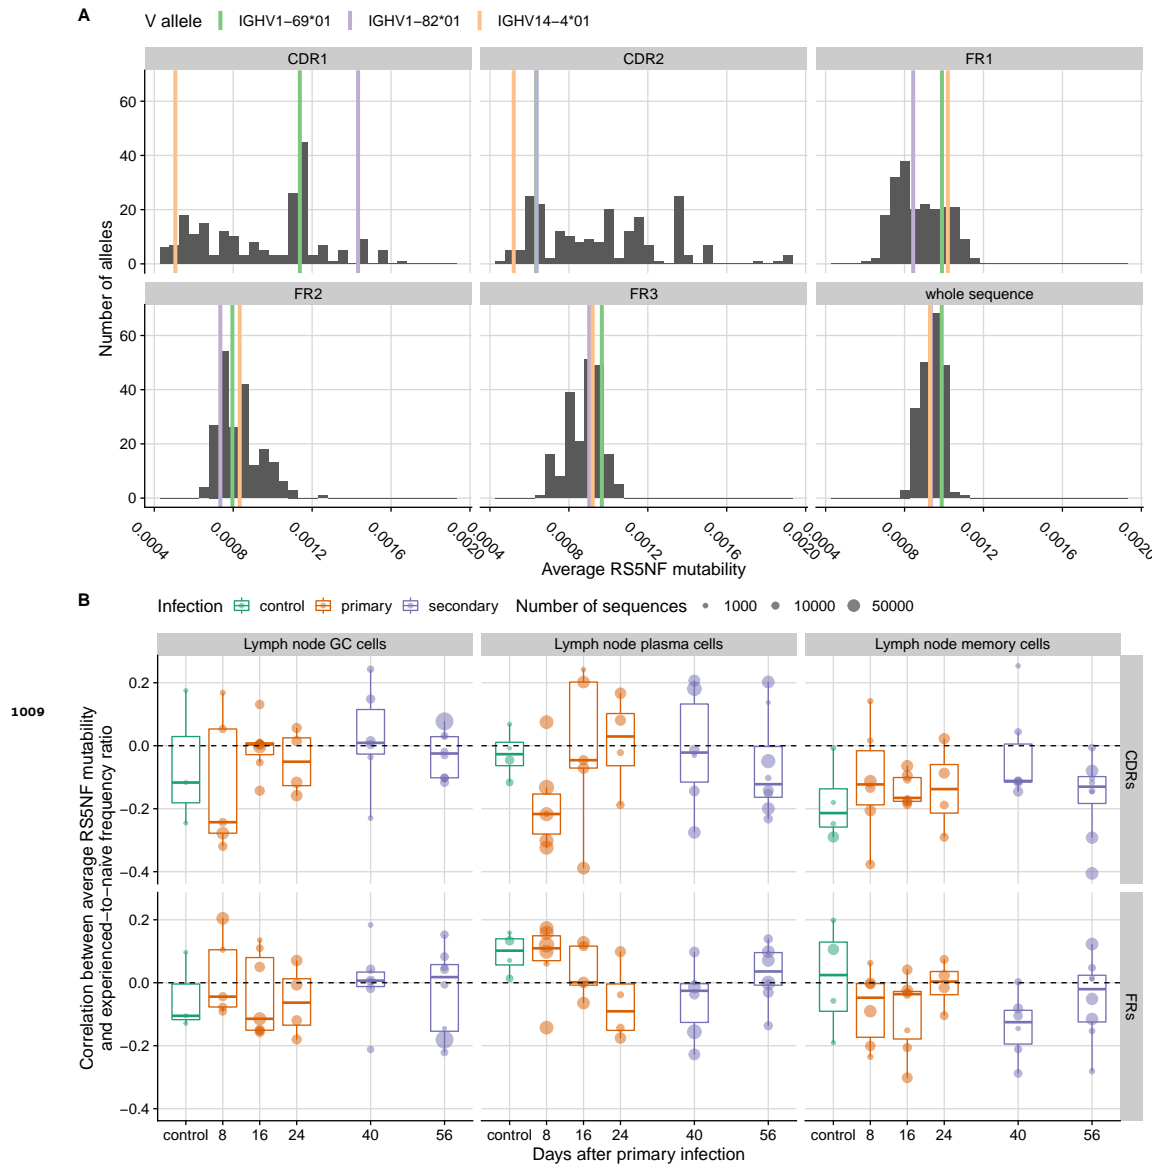 A
V allele IGHV1−69*01 IGHV1−82*01 IGHV14−4*01
CDR1 CDR2 FR1
60
40
20
0
FR2 FR3 whole sequence
60
40
20
0
Number of alleles
0.0004 0.0008 0.0012 0.0016 0.0020 0.0004 0.0008 0.0012 0.0016 0.0020 0.0004 0.0008 0.0012 0.0016 0.0020
Average RS5NF mutability
B
Infection control primary secondary Number of sequences 1000 10000 50000
Lymph node GC cells Lymph node plasma cells Lymph node memory cells
0.2
0.0
−0.2
−0.4
CDRs
1009
Correlation between average RS5NF mutability
and experienced−to−naive frequency ratio
0.2
0.0
−0.2
−0.4
FRs
control 8 16 24 40 56 control 8 16 24 40 56 control 8 16 24 40 56
Days after primary infection